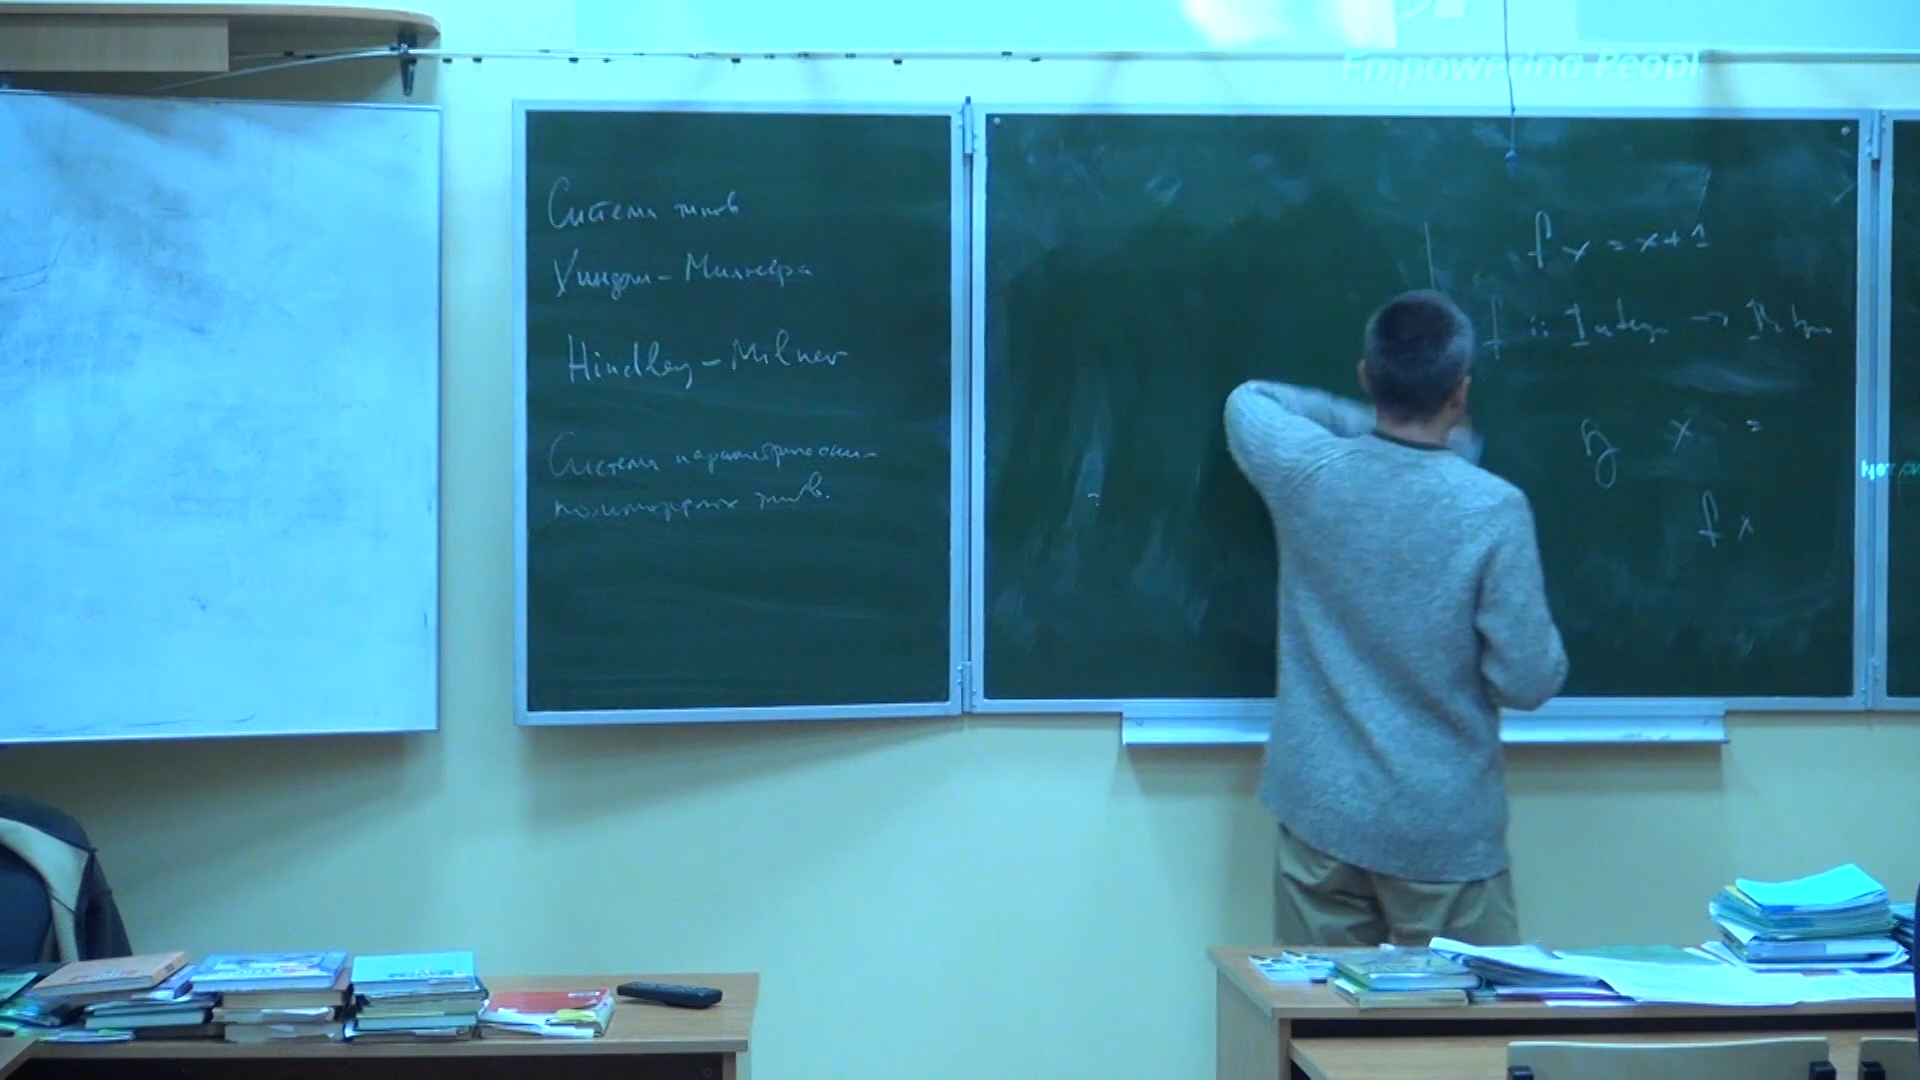 Empowering Peopl
Система типов
Хиндли – Милнера
Hindley – Milner
Система параметрически-
полиморфных типов.
f x = x + 1
f :: Integer → Integer
g x =
f x